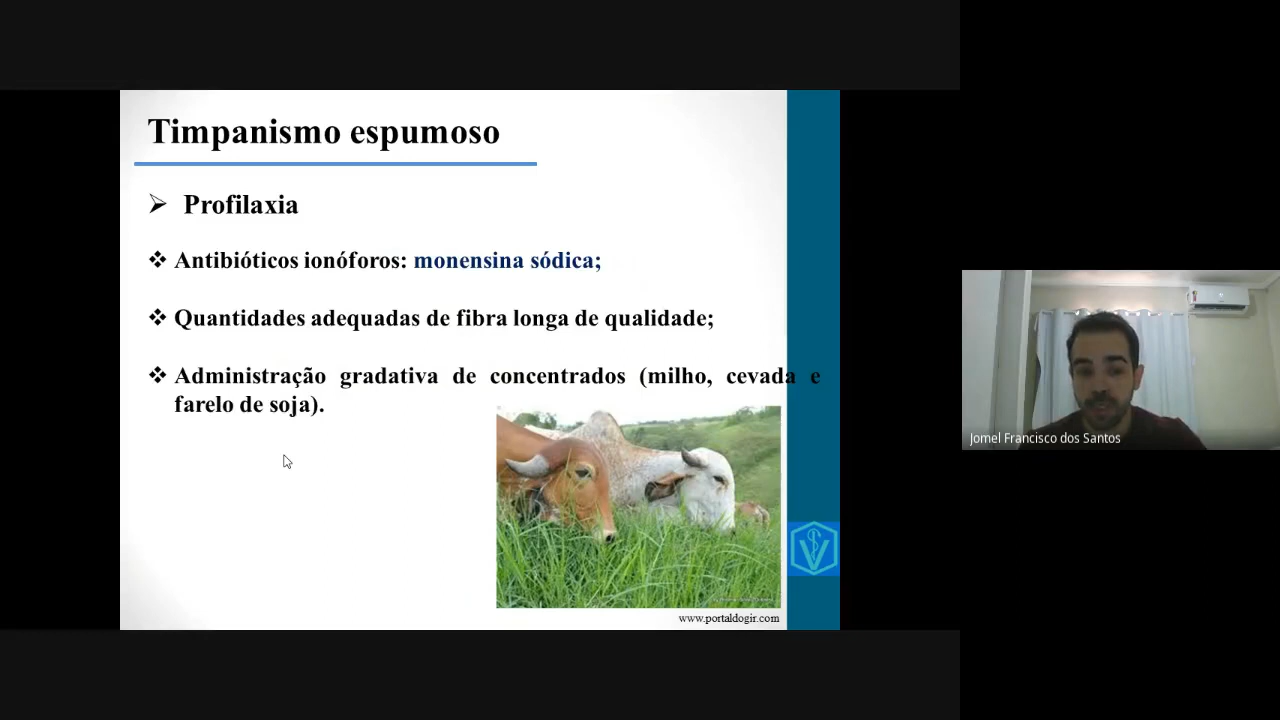 Timpanismo espumoso
Profilaxia
Antibióticos ionóforos: monensina sódica;
Quantidades adequadas de fibra longa de qualidade;
Administração gradativa de concentrados (milho, cevada e
farelo de soja).
www.portaldogir.com
Jomel Francisco dos Santos